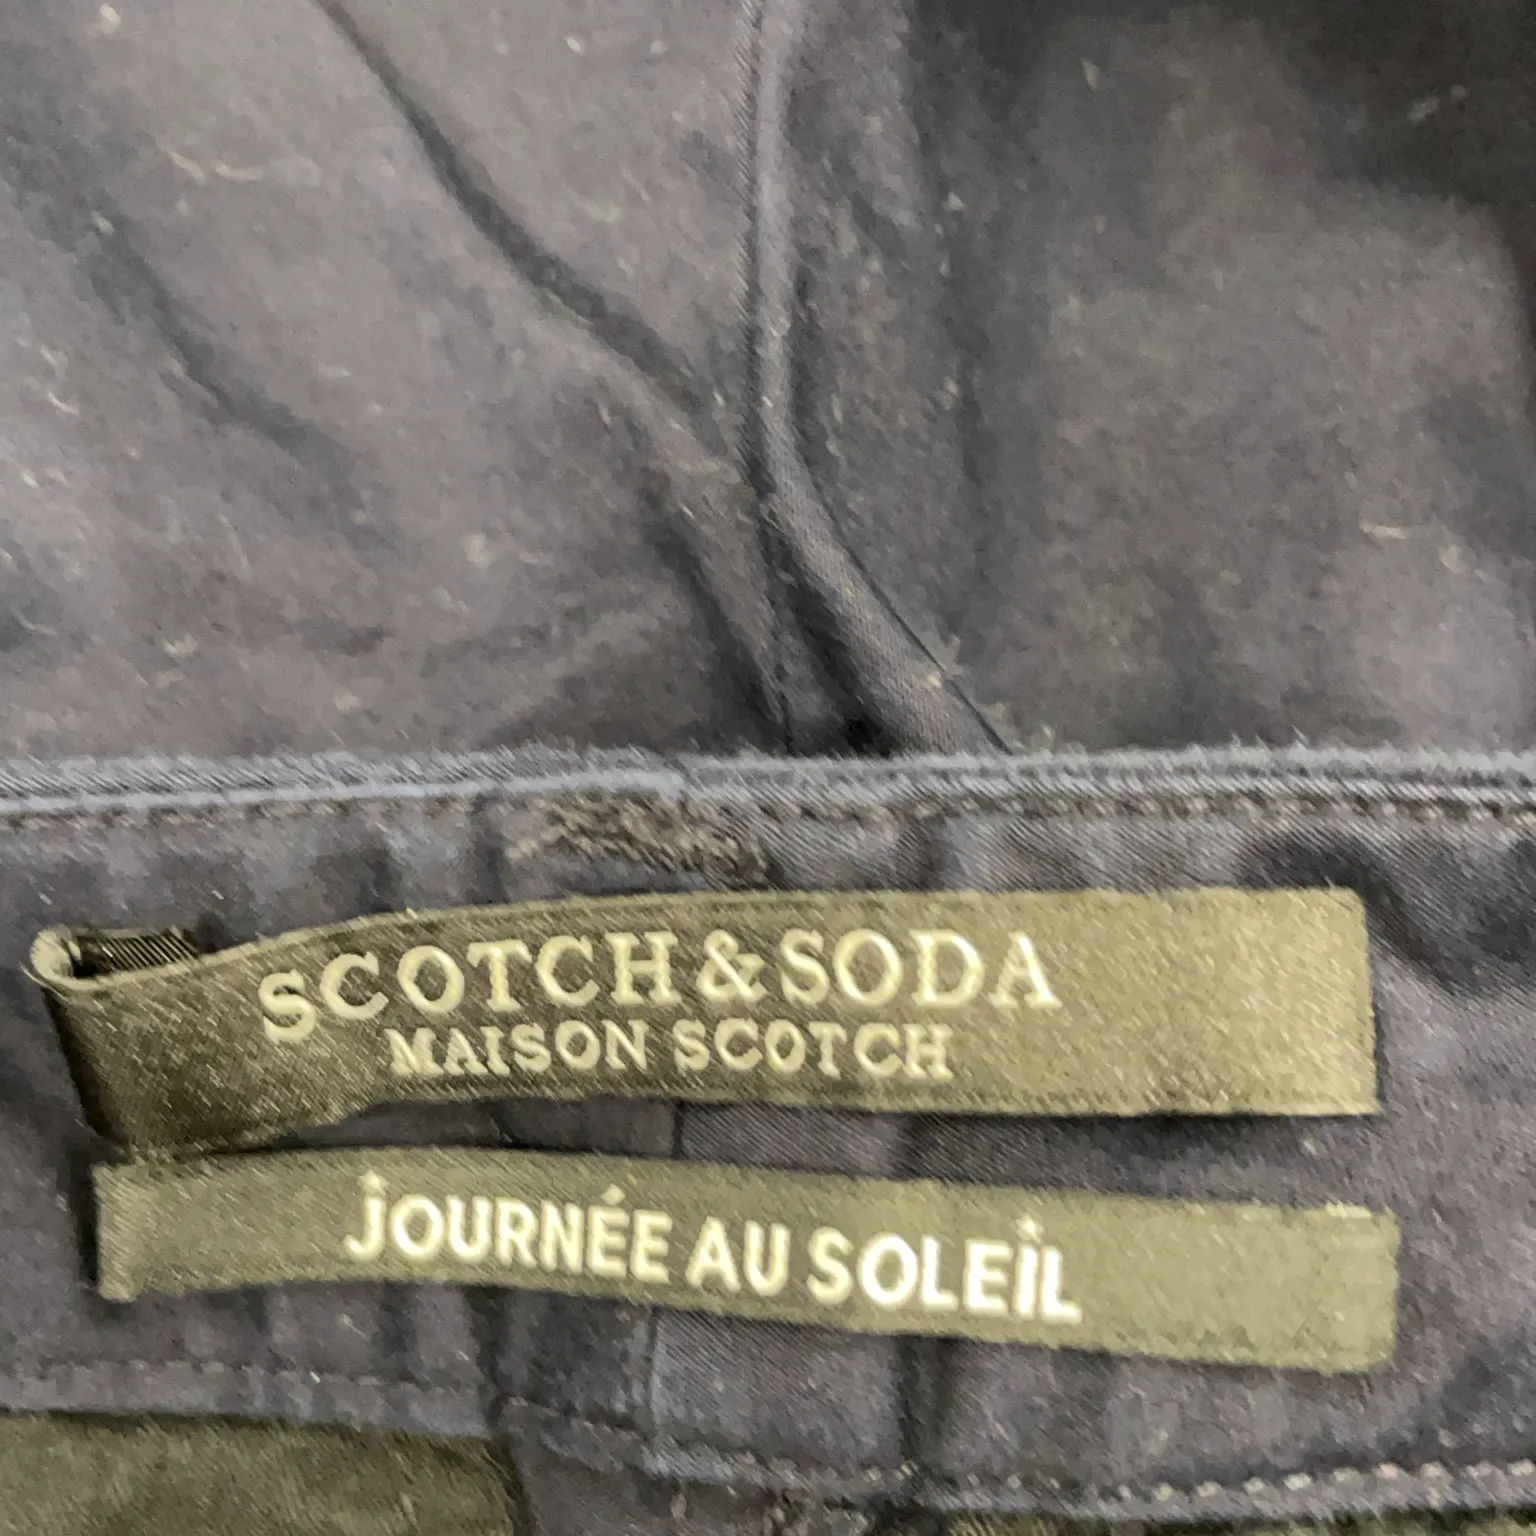 SCOTCH & SODA
MAISON SCOTCH
JOURNÉE AU SOLEIL